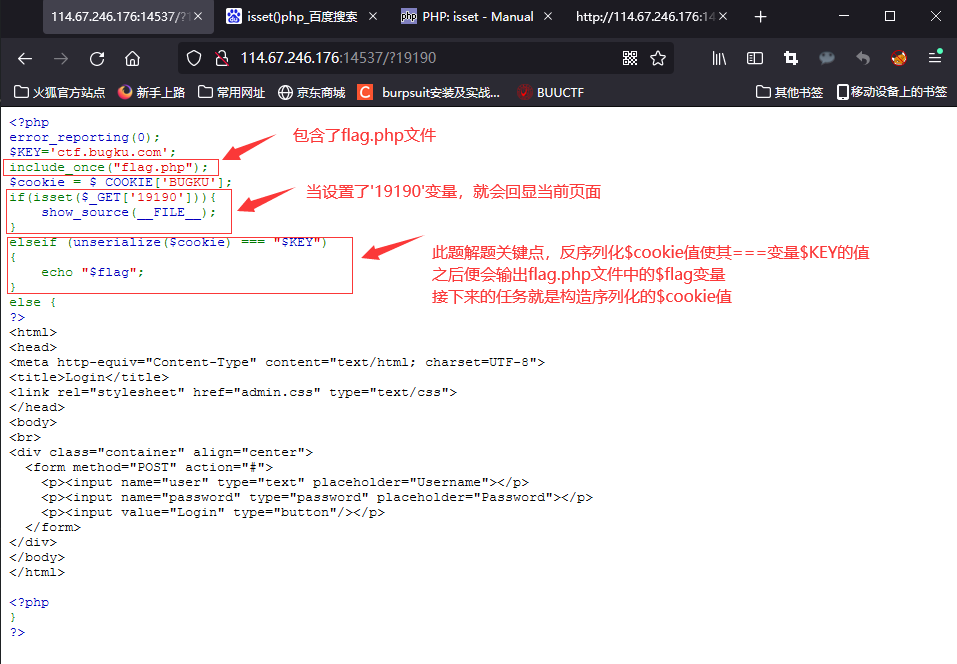 114.67.246.176:14537/?1
isset()php_百度搜索
php
PHP: isset - Manual
http://114.67.246.176:14
114.67.246.176:14537/?19190
火狐官方站点
新手上路
常用网址
京东商城
C
burpsuit安装及实战...
BUUCTF
其他书签
移动设备上的书签
<?php
error_reporting(0);
$KEY='ctf.bugku.com';
include_once("flag.php");
$cookie = $_COOKIE['BUGKU'];
if(isset($_GET['19190'])){
show_source(__FILE__);
}
elseif (unserialize($cookie) === "$KEY")
{
echo "$flag";
}
else {
?>
<html>
<head>
<meta http-equiv="Content-Type" content="text/html; charset=UTF-8">
<title>Login</title>
<link rel="stylesheet" href="admin.css" type="text/css">
</head>
<body>
<br>
<div class="container" align="center">
<form method="POST" action="#">
<p><input name="user" type="text" placeholder="Username"></p>
<p><input name="password" type="password" placeholder="Password"></p>
<p><input value="Login" type="button"/></p>
</form>
</div>
</body>
</html>
<?php
}
?>
包含了flag.php文件
当设置了'19190'变量，就会回显当前页面
此题解题关键点，反序列化$cookie值使其===变量$KEY的值
之后便会输出flag.php文件中的$flag变量
接下来的任务就是构造序列化的$cookie值